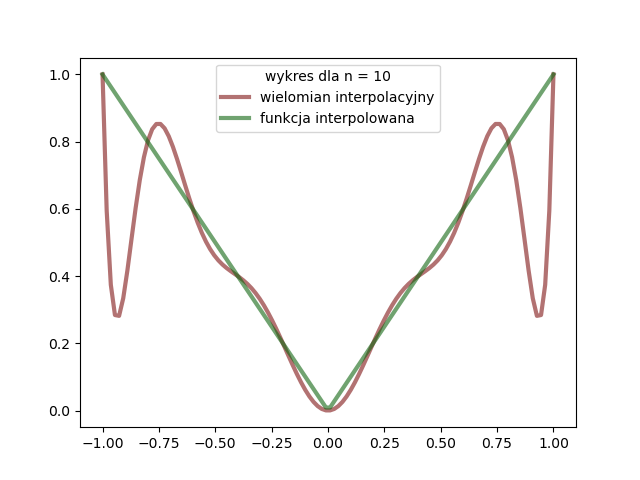 wykres dla n = 10
wielomian interpolacyjny
funkcja interpolowana
1.0
0.8
0.6
0.4
0.2
0.0
−1.00 −0.75 −0.50 −0.25 0.00 0.25 0.50 0.75 1.00